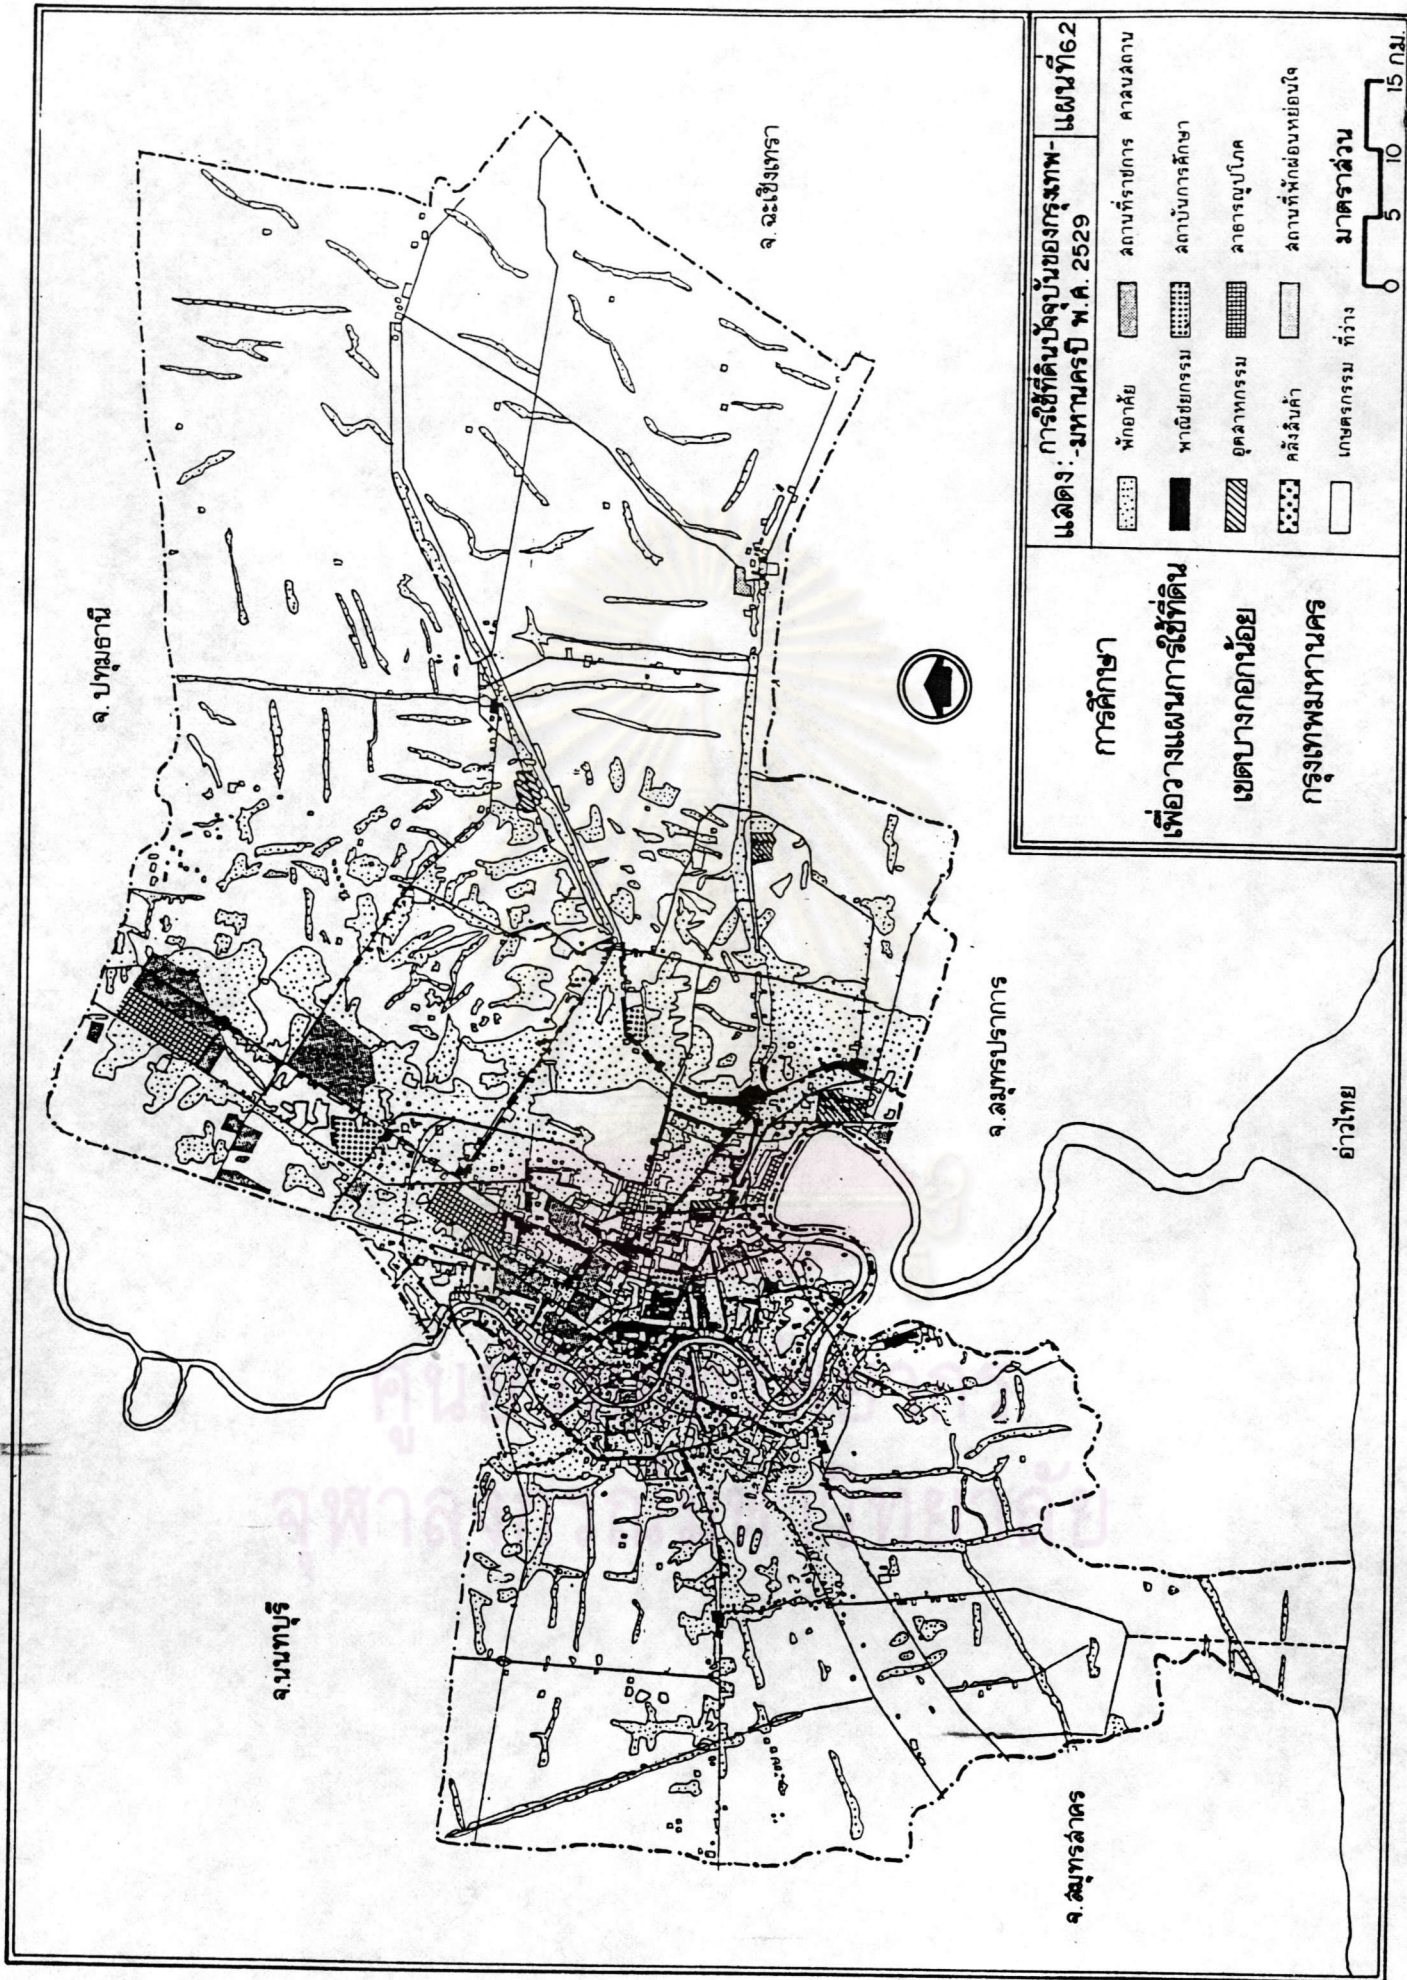 จ. ปทุมธานี
จ. ฉะเชิงเทรา
จ.นนทบุรี
จ.สมุทรปราการ
อ่าวไทย
จ.สมุทรสาคร
การศึกษา
เพื่อวางแผนการใช้ที่ดิน
เขตบางกอกน้อย
กรุงเทพมหานคร
แสดง: การใช้ที่ดินปัจจุบันของกรุงเทพ-
-มหานครปี พ.ศ. 2529
แผนที่6.2
พักอาศัย
พาณิชยกรรม
อุตสาหกรรม
คลังสินค้า
เกษตรกรรม ที่ว่าง
สถานที่ราชการ ศาสนสถาน
สถาบันการศึกษา
สาธารณูปโภค
สถานที่พักผ่อนหย่อนใจ
มาตราส่วน
0 5 10 15 กม.